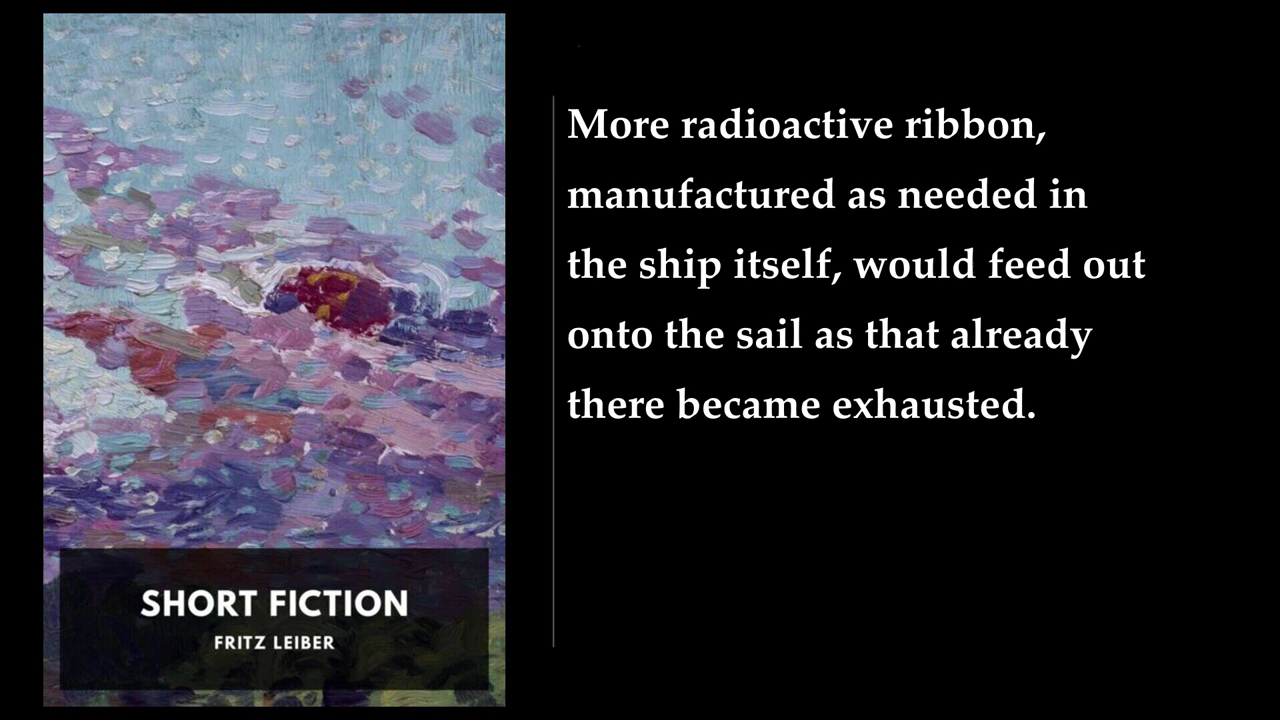 More radioactive ribbon,
manufactured as needed in
the ship itself, would feed out
onto the sail as that already
there became exhausted.
SHORT FICTION
FRITZ LEIBER